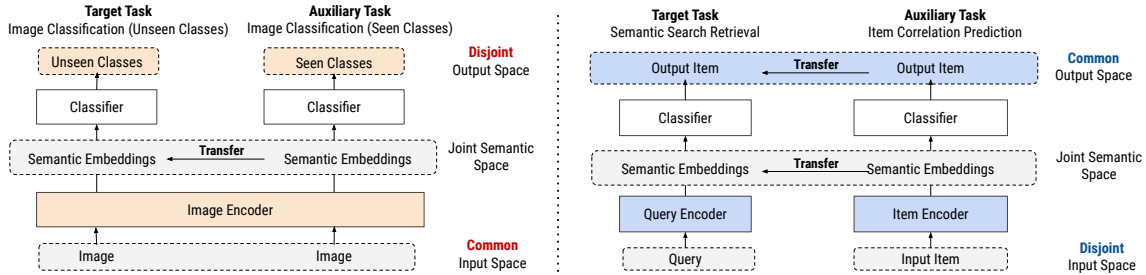 Target Task
Image Classification (Unseen Classes)
Auxiliary Task
Image Classification (Seen Classes)
Unseen Classes
Seen Classes
Disjoint
Output Space
Classifier
Classifier
Semantic Embeddings
Transfer
Semantic Embeddings
Joint Semantic
Space
Image Encoder
Image
Image
Common
Input Space
Target Task
Semantic Search Retrieval
Auxiliary Task
Item Correlation Prediction
Output Item
Transfer
Output Item
Common
Output Space
Classifier
Classifier
Semantic Embeddings
Transfer
Semantic Embeddings
Joint Semantic
Space
Query Encoder
Item Encoder
Query
Input Item
Disjoint
Input Space